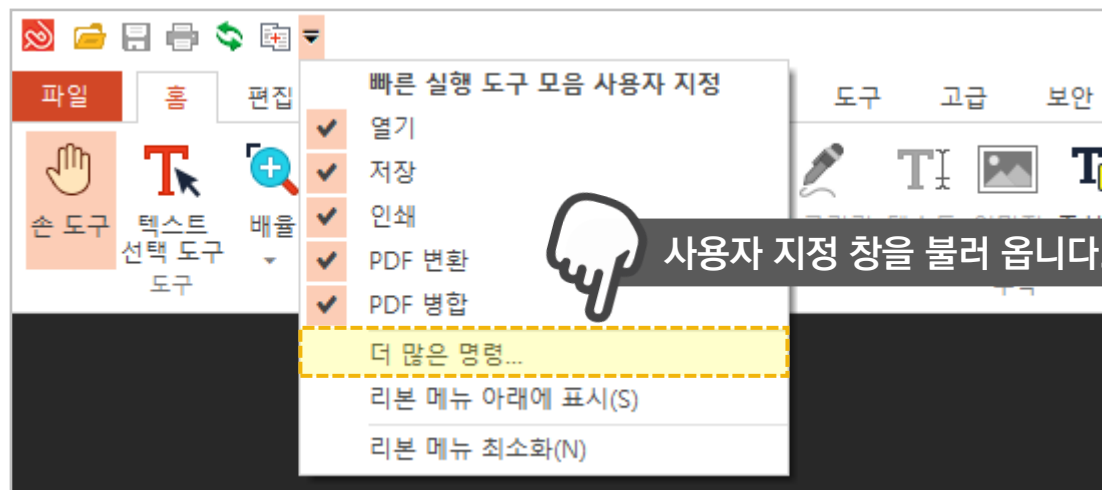 파일
홈
편집
도구
고급
보안
빠른 실행 도구 모음 사용자 지정
열기
저장
인쇄
PDF 변환
PDF 병합
더 많은 명령...
리본 메뉴 아래에 표시(S)
리본 메뉴 최소화(N)
손 도구
텍스트
선택 도구
배율
도구
사용자 지정 창을 불러 옵니다.